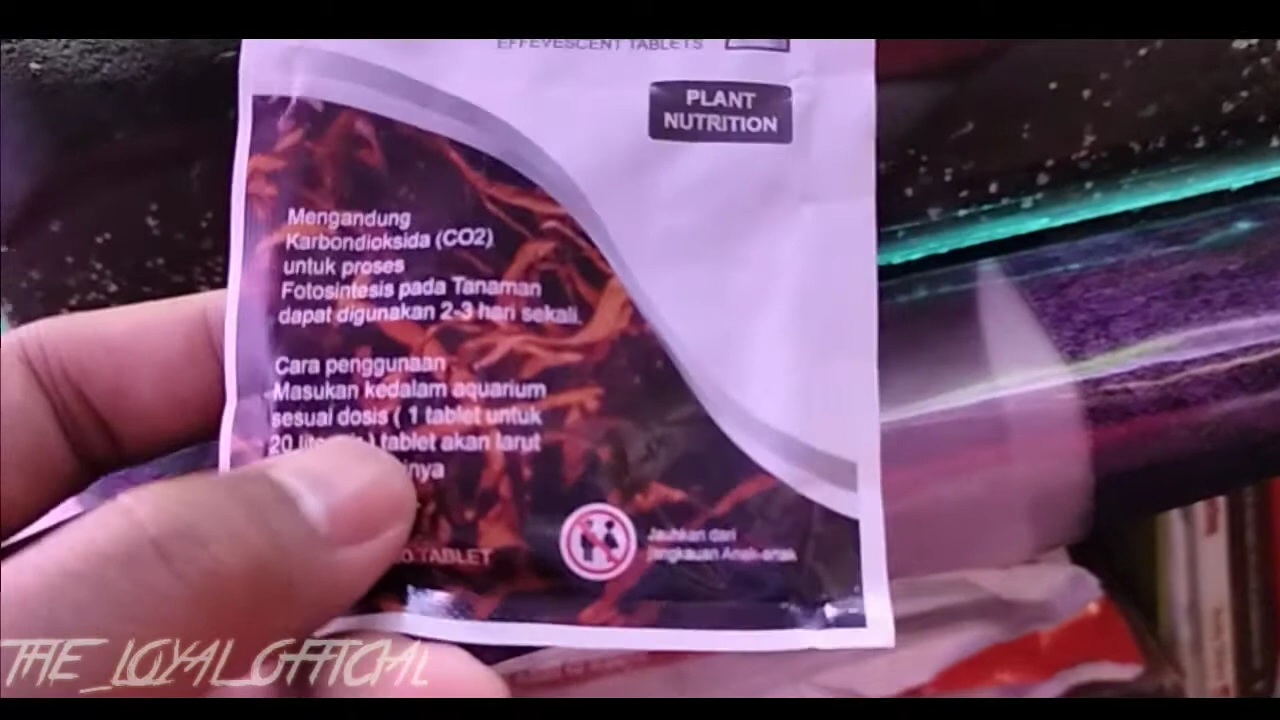 EFFEVESCENT TABLETS
PLANT
NUTRITION
Mengandung
Karbondioksida (CO2)
untuk proses
Fotosintesis pada Tanaman
dapat digunakan 2-3 hari sekali.
Cara penggunaan
Masukan kedalam aquarium
sesuai dosis ( 1 tablet untuk
20 ) tablet akan larut
TABLET
Jauhkan dari
jangkauan Anak-anak
THE_LOYAL_OFFICIAL